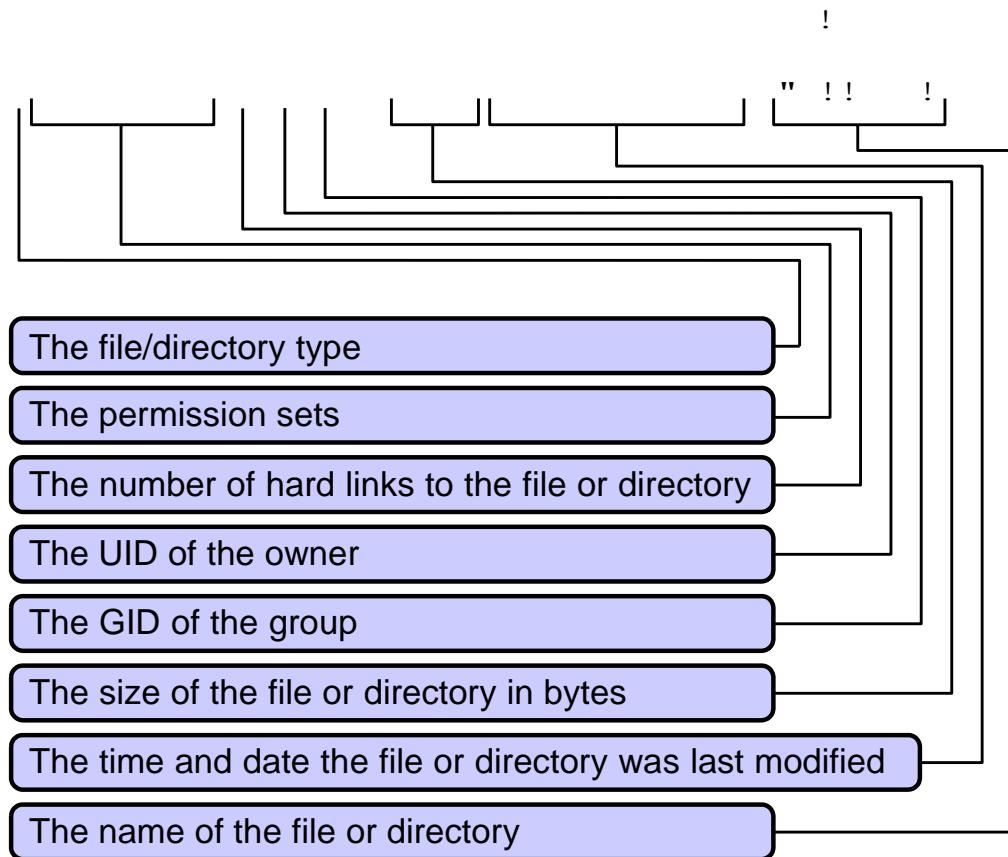 !
" ! ! !
The file/directory type
The permission sets
The number of hard links to the file or directory
The UID of the owner
The GID of the group
The size of the file or directory in bytes
The time and date the file or directory was last modified
The name of the file or directory